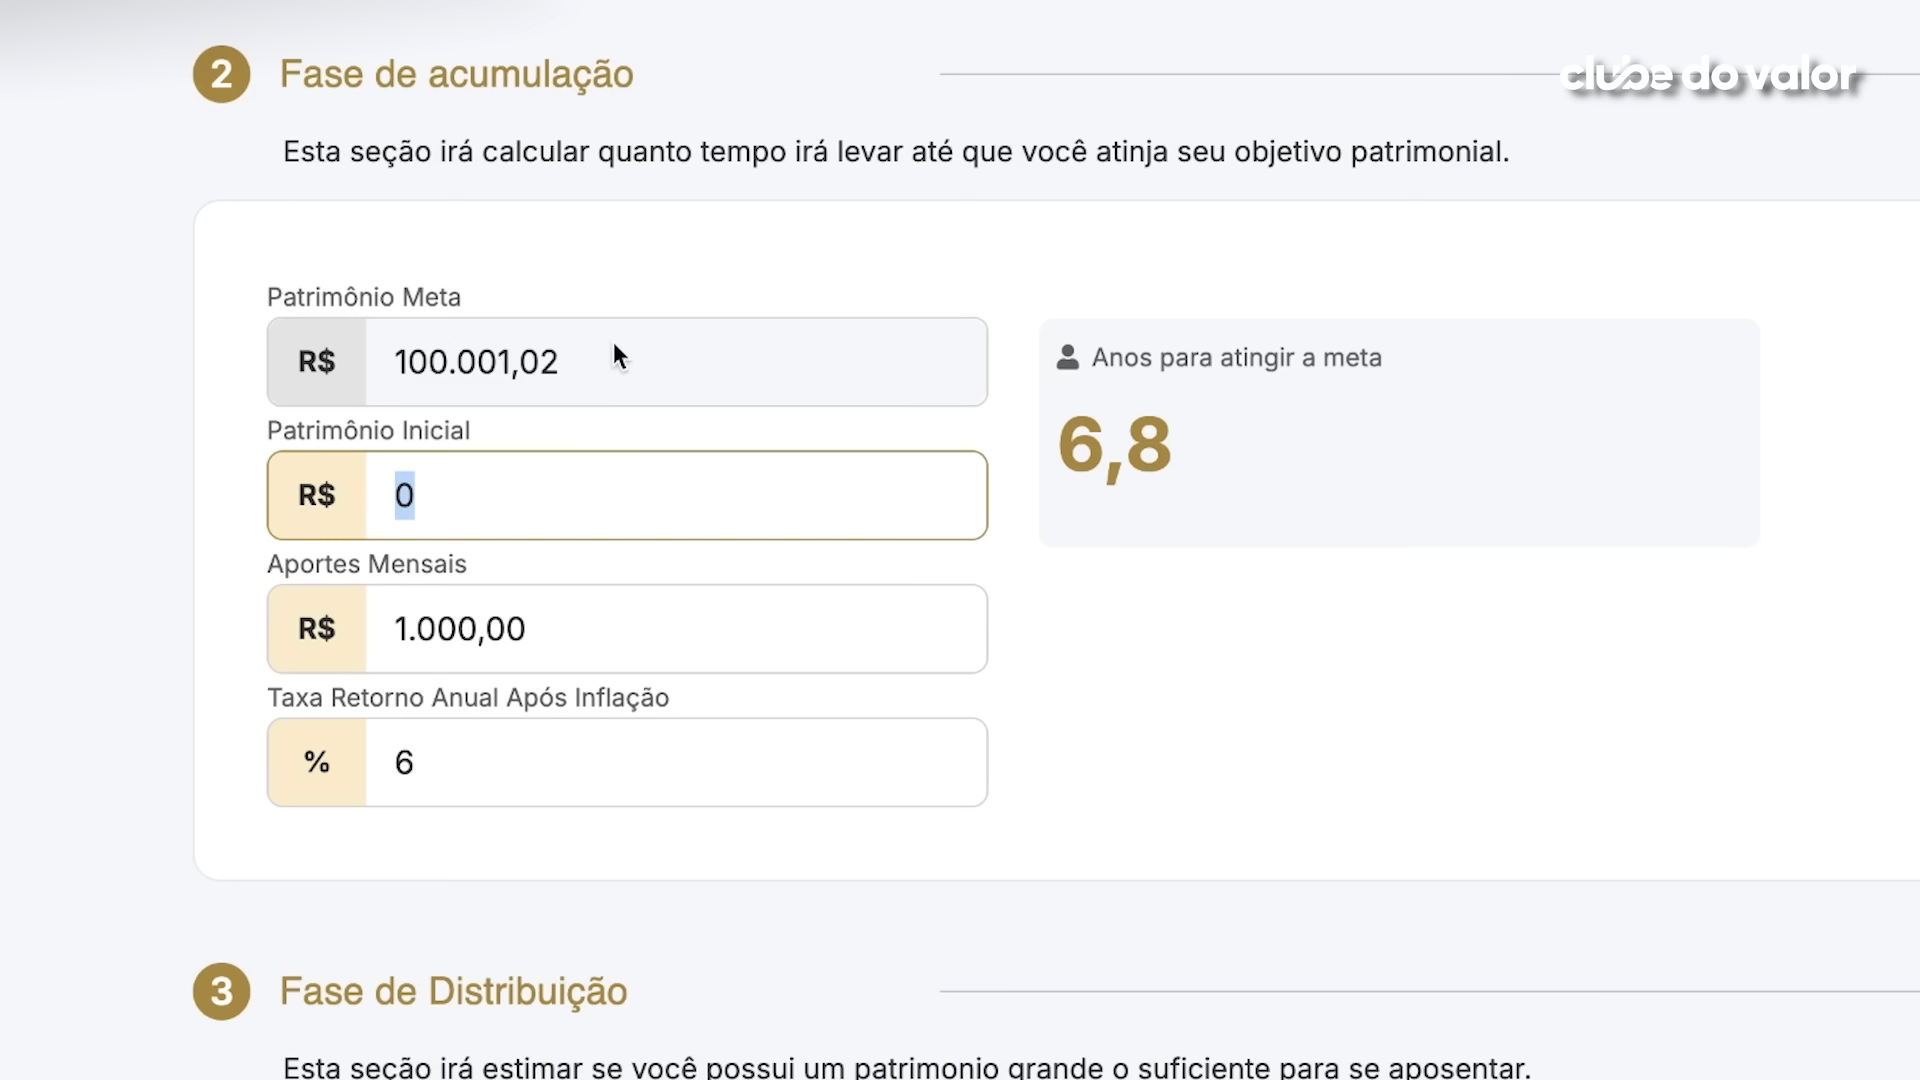 2 Fase de acumulação
clube do valor
Esta seção irá calcular quanto tempo irá levar até que você atinja seu objetivo patrimonial.
Patrimônio Meta
R$ 100.001,02
Patrimônio Inicial
R$ 0
Aportes Mensais
R$ 1.000,00
Taxa Retorno Anual Após Inflação
% 6
Anos para atingir a meta
6,8
3 Fase de Distribuição
Esta seção irá estimar se você possui um patrimonio grande o suficiente para se aposentar.